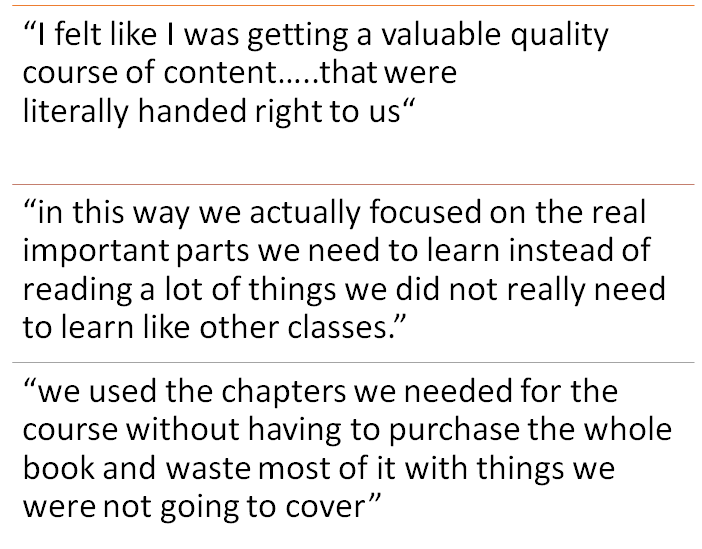 “I felt like I was getting a valuable quality
course of content…..that were
literally handed right to us“
“in this way we actually focused on the real
important parts we need to learn instead of
reading a lot of things we did not really need
to learn like other classes.”
“we used the chapters we needed for the
course without having to purchase the whole
book and waste most of it with things we
were not going to cover”